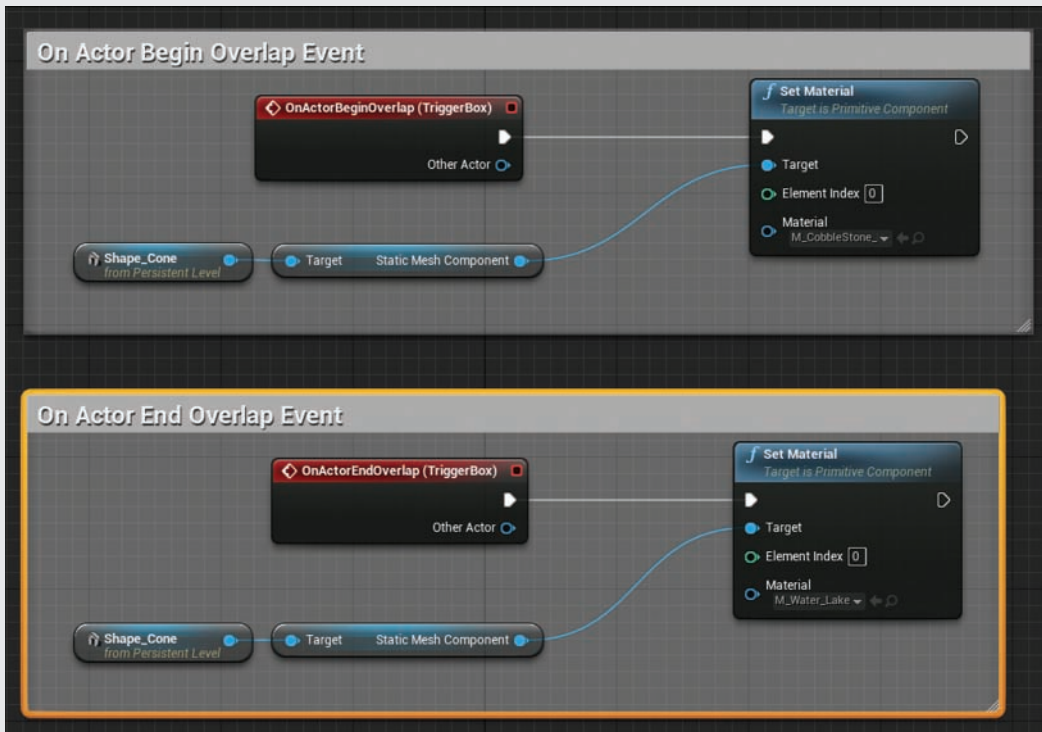 On Actor Begin Overlap Event
OnActorBeginOverlap (TriggerBox)
Other Actor
Shape_Cone
from Persistent Level
Target Static Mesh Component
f Set Material
Target is Primitive Component
Target
Element Index 0
Material
M_CobbleStone_
On Actor End Overlap Event
OnActorEndOverlap (TriggerBox)
Other Actor
Shape_Cone
from Persistent Level
Target Static Mesh Component
f Set Material
Target is Primitive Component
Target
Element Index 0
Material
M_Water_Lake